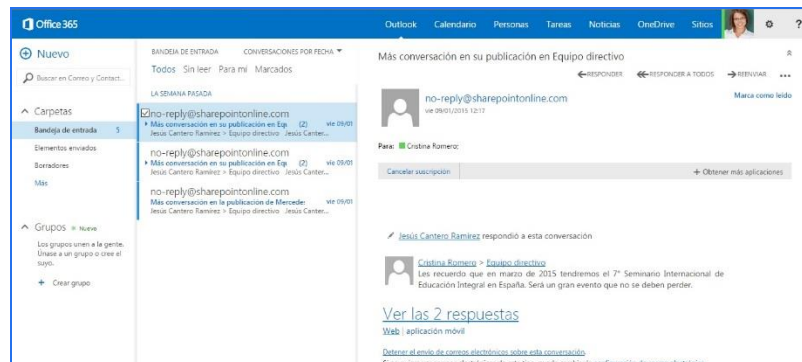 Office 365
Outlook Calendario Personas Tareas Noticias OneDrive Sitios ?
Nuevo
Buscar en Correo y Contact...
Carpetas
Bandeja de entrada 5
Elementos enviados
Borradores
Más
Grupos Nuevo
Los grupos unen a la gente.
Únase a un grupo o cree el
suyo.
+ Crear grupo
BANDEJA DE ENTRADA CONVERSACIONES POR FECHA
Todos Sin leer Para mí Marcados
LA SEMANA PASADA
no-reply@sharepointonline.com
Más conversación en su publicación en Equ (2) vie 09/01
Jesús Cantero Ramírez > Equipo directivo Jesús Canter...
no-reply@sharepointonline.com
Más conversación en su publicación en Equ (2) vie 09/01
Jesús Cantero Ramírez > Equipo directivo Jesús Canter...
no-reply@sharepointonline.com
Más conversación en la publicación de Mercede: vie 09/01
Jesús Cantero Ramírez > Equipo directivo Jesús Canter...
Más conversación en su publicación en Equipo directivo
RESPONDER RESPONDER A TODOS REENVIAR ...
no-reply@sharepointonline.com
vie 09/01/2015 12:17
Marca como leído
Para: Cristina Romero;
Cancelar suscripción + Obtener más aplicaciones
Jesús Cantero Ramírez respondió a esta conversación
Cristina Romero > Equipo directivo
Les recuerdo que en marzo de 2015 tendremos el 7º Seminario Internacional de
Educación Integral en España. Será un gran evento que no se deben perder.
Ver las 2 respuestas
Web | aplicación móvil
Detener el envío de correos electrónicos sobre esta conversación.